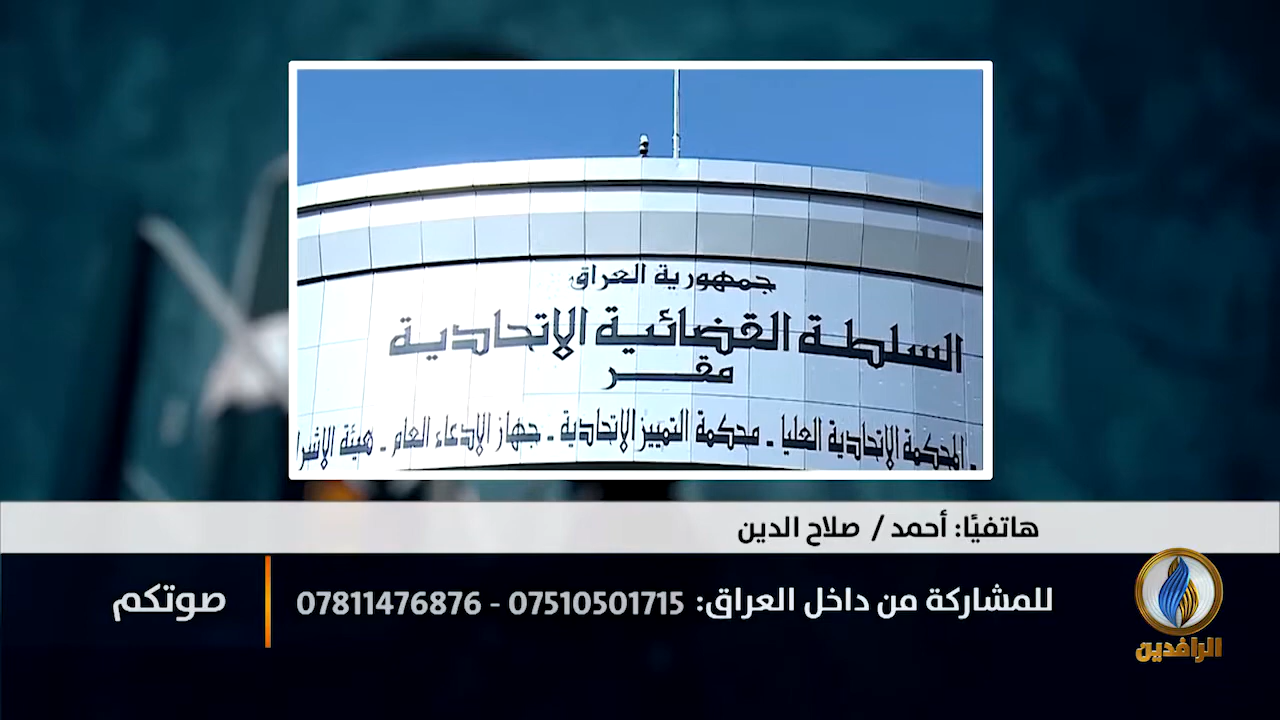 جمهورية العراق
السلطة القضائية الاتحادية
مقر
المحكمة الاتحادية العليا - محكمة التمييز الاتحادية - جهاز الادعاء العام - هيئة
هاتفيًا: أحمد / صلاح الدين
للمشاركة من داخل العراق: 07510501715 - 07811476876
صوتكم
الرافدين